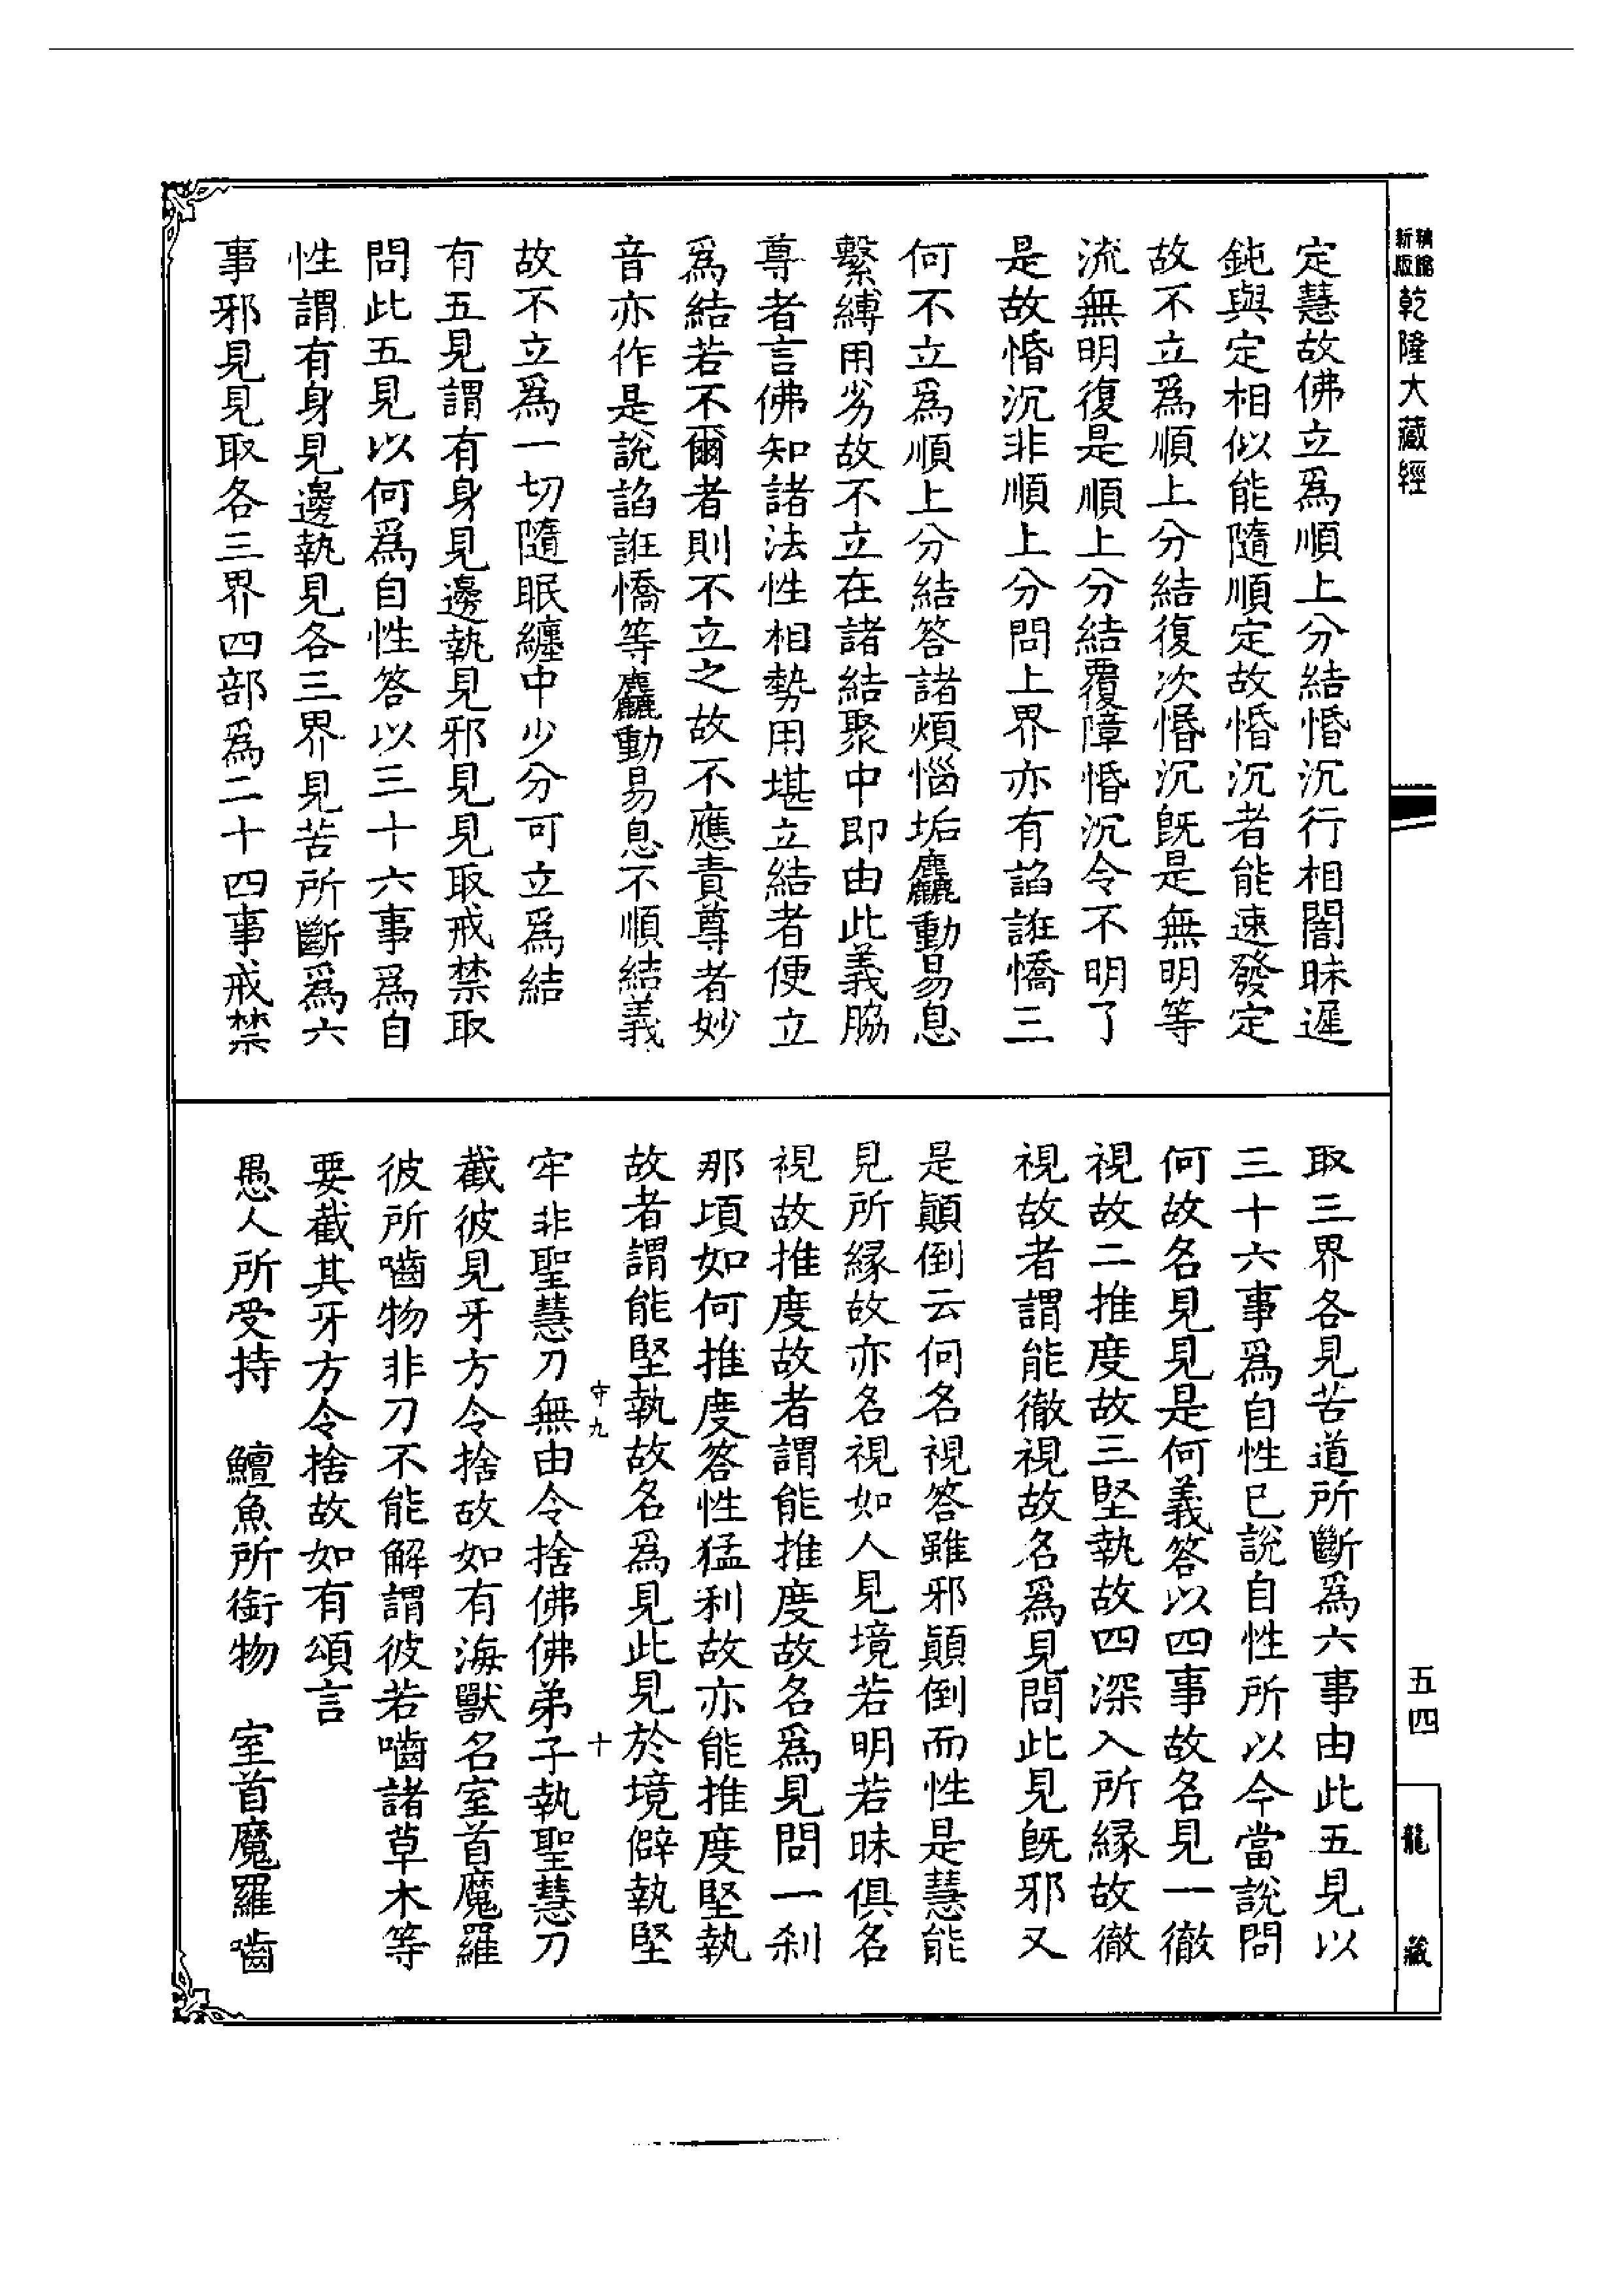 新版
精縮
乾隆大藏經
定慧故佛立爲順上分結惛沉行相闇昧遲
鈍與定相似能隨順定故惛沉者能速發定
故不立爲順上分結復次惛沉旣是無明等
流無明復是順上分結覆障惛沉令不明了
是故惛沉非順上分問上界亦有諂誑憍三
何不立爲順上分結答諸煩惱垢麤動易息
繫縛用劣故不立在諸結聚中即由此義脇
尊者言佛知諸法性相勢用堪立結者便立
爲結若不爾者則不立之故不應責尊者妙
音亦作是說諂誑憍等麤動易息不順結義
故不立爲一切隨眠纏中少分可立爲結
有五見謂有身見邊執見邪見見取戒禁取
問此五見以何爲自性答以三十六事爲自
性謂有身見邊執見各三界見苦所斷爲六
事邪見見取各三界四部爲二十四事戒禁
取三界各見苦道所斷爲六事由此五見以
三十六事爲自性已說自性所以今當說問
何故名見見是何義答以四事故名見一徹
視故二推度故三堅執故四深入所緣故徹
視故者謂能徹視故名爲見問此見旣邪又
是顚倒云何名視答雖邪顚倒而性是慧能
見所緣故亦名視如人見境若明若昧俱名
視故推度故者謂能推度故名爲見問一刹
那頃如何推度答性猛利故亦能推度堅執
故者謂能堅執故名爲見此見於境僻執堅
守九
十
牢非聖慧刀無由令捨佛佛弟子執聖慧刀
截彼見牙方令捨故如有海獸名室首魔羅
彼所嚙物非刀不能解謂彼若嚙諸草木等
要截其牙方令捨故如有頌言
愚人所受持　鱣魚所銜物　室首魔羅嚙
五四
龍藏